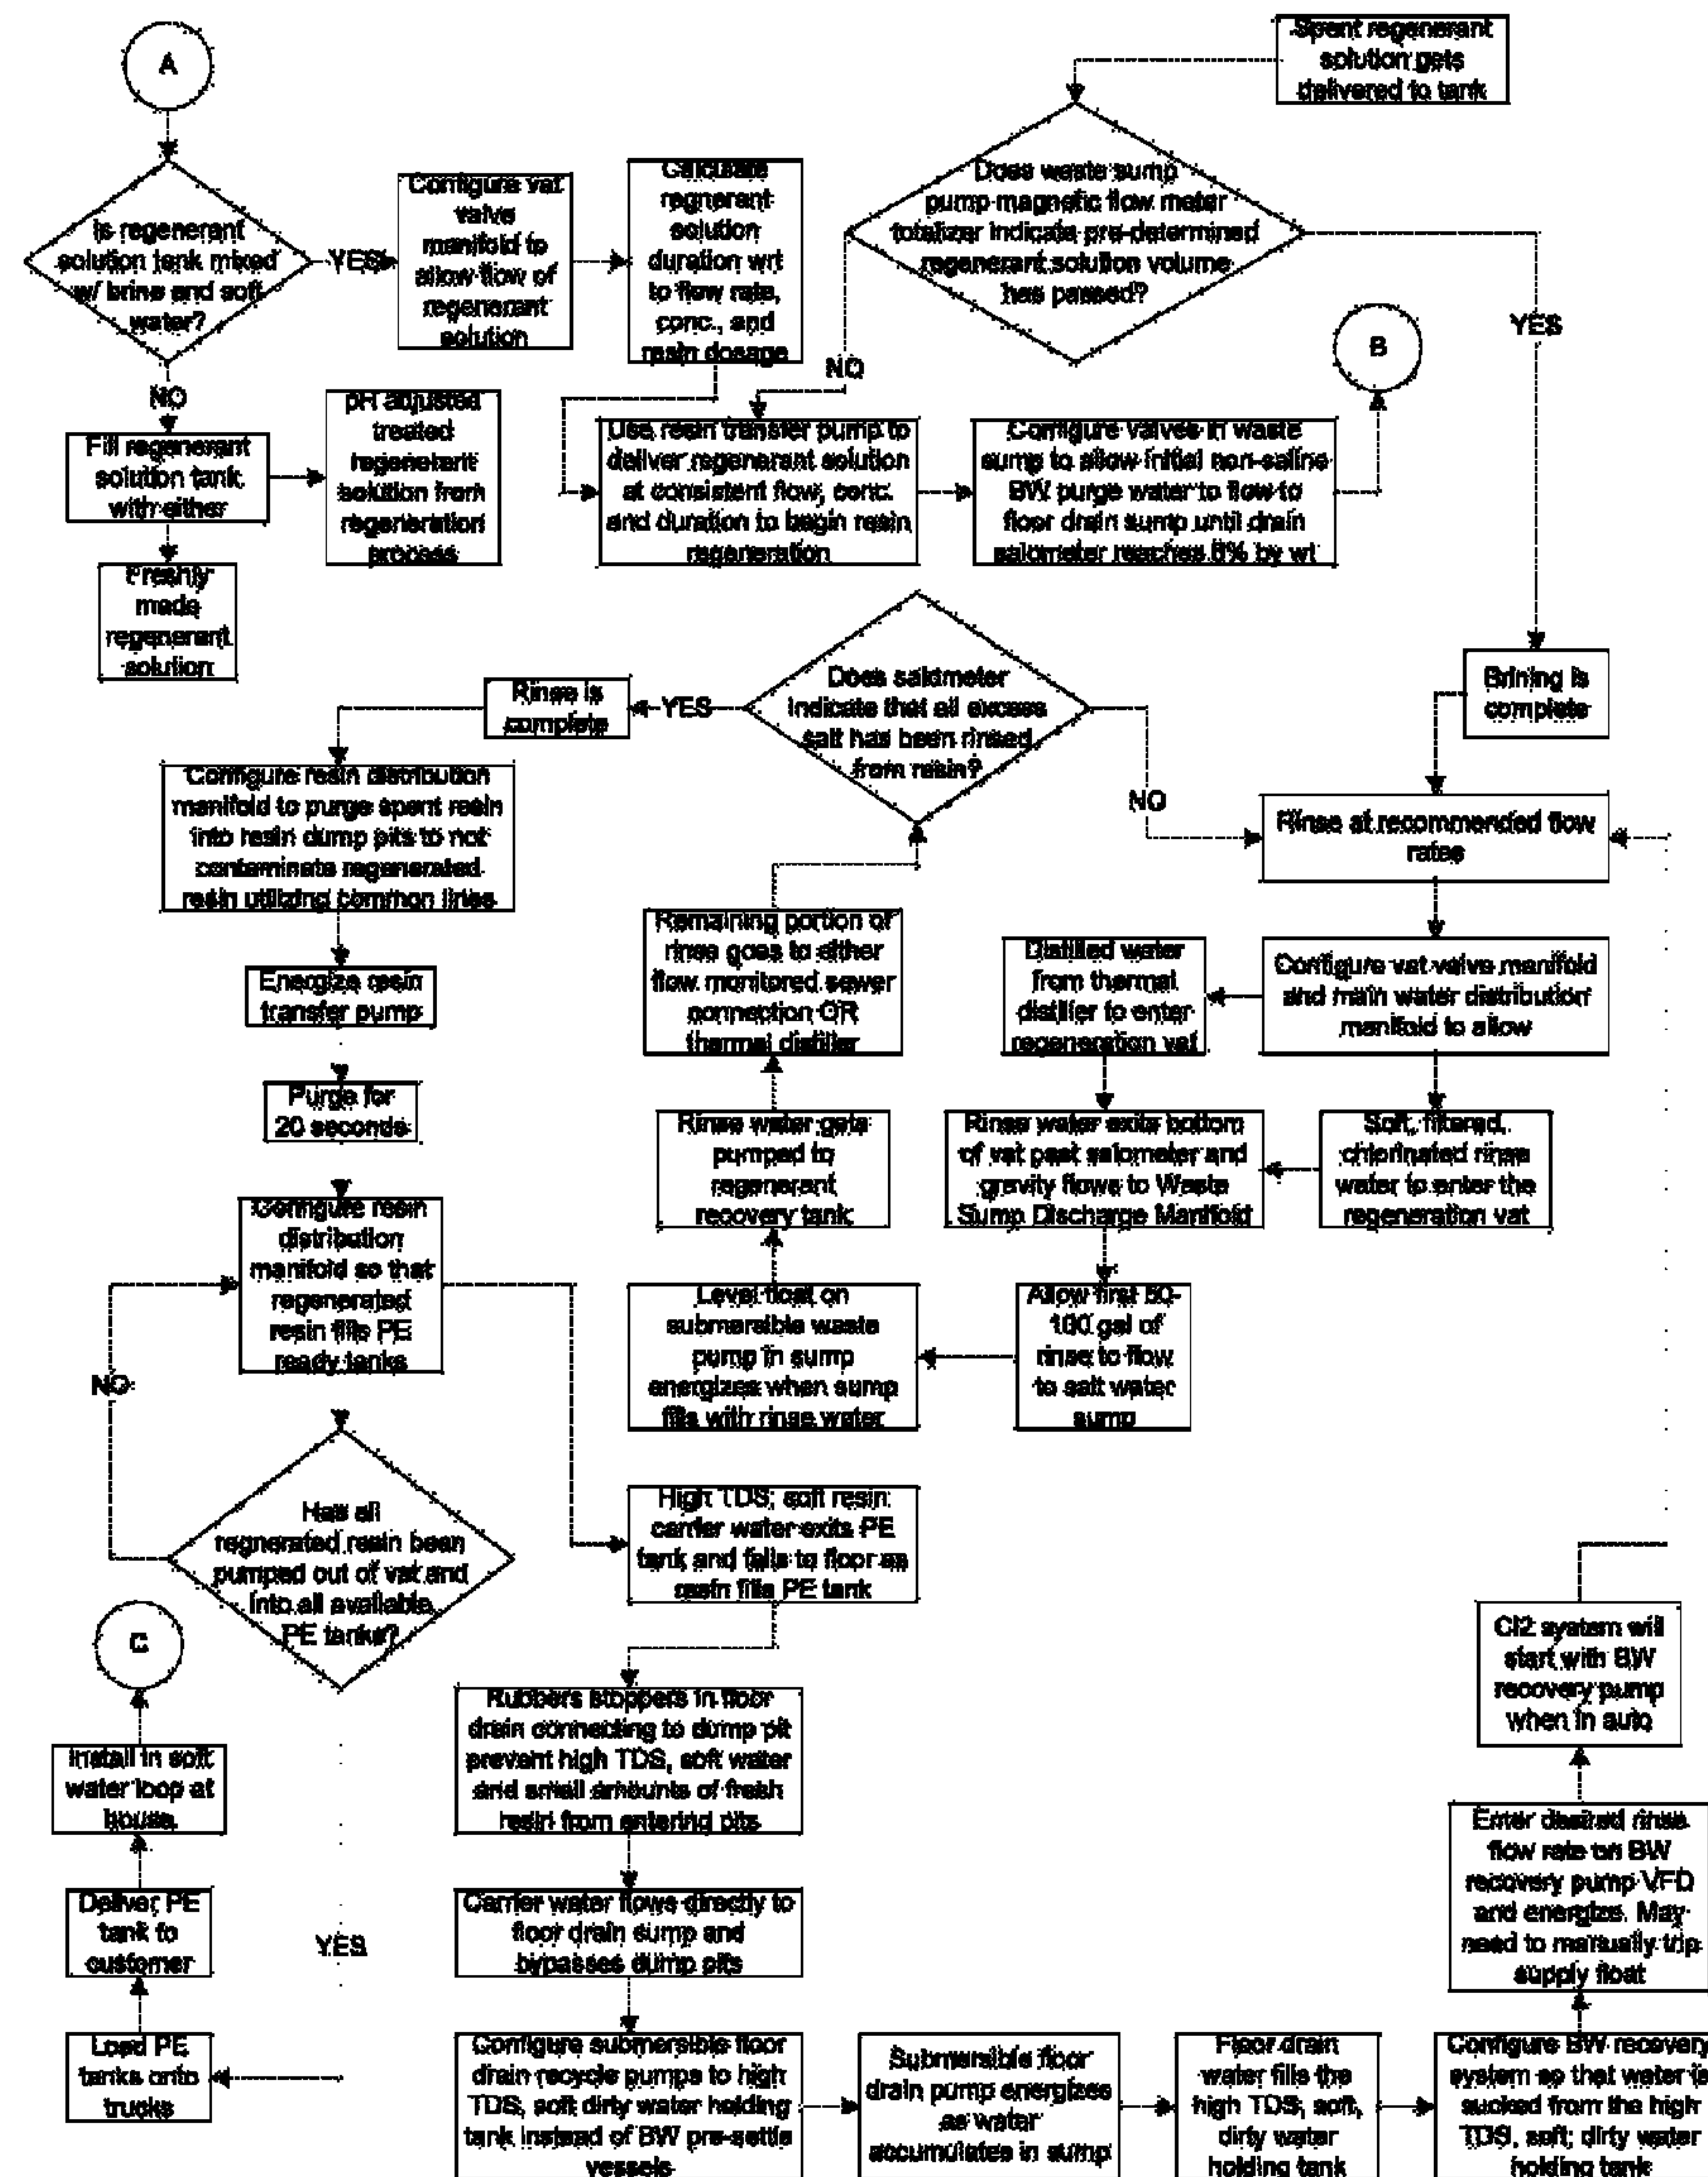 A
Is regenerant
solution tank mixed
w/ brine and soft
water?
YES
Configure vat
valve
manifold to
allow flow of
regenerant
solution
Calculate
regnerant
solution
duration wrt
to flow rate,
conc., and
resin dosage
Spent regenerant
solution gets
delivered to tank
Does waste sump
pump magnetic flow meter
totalizer indicate pre-determined
regenerant solution volume
has passed?
YES
NO
B
NO
Fill regenerant
solution tank
with either
pH adjusted
treated
regenerant
solution from
regeneration
process
Freshly
made
regenerant
solution
Use resin transfer pump to
deliver regenerant solution
at consistent flow, conc.
and duration to begin resin
regeneration
Configure valves in waste
sump to allow initial non-saline
BW purge water to flow to
floor drain sump until drain
salometer reaches by wt
Does salometer
indicate that all excess
salt has been rinsed
from resin?
YES
Rinse is
complete
NO
Brining is
complete
Rinse at recommended flow
rates
Configure vat valve manifold
and main water distribution
manifold to allow
Distilled water
from thermal
distiller to enter
regeneration vat
Soft, filtered,
chlorinated rinse
water to enter the
regeneration vat
Rinse water exits bottom
of vat past salometer and
gravity flows to Waste
Sump Discharge Manifold
Allow first 50-
100 gal of
rinse to flow
to salt water
sump
Level float on
submersible waste
pump in sump
energizes when sump
fills with rinse water
Rinse water gets
pumped to
regenerant
recovery tank
Remaining portion of
rinse goes to either
flow monitored sewer
connection OR
thermal distiller
Configure resin distribution
manifold to purge spent resin
into resin dump pits to not
contaminate regenerated
resin utilizing common lines
Energize resin
transfer pump
Purge for
20 seconds
Configure resin
distribution
manifold so that
regenerated
resin fills PE
ready tanks
NO
Has all
regnerated resin been
pumped out of vat and
into all available
PE tanks?
YES
High TDS, soft resin
carrier water exits PE
tank and falls to floor as
resin fills PE tank
Rubbers stoppers in floor
drain connecting to dump pit
prevent high TDS, soft water
and small amounts of fresh
resin from entering pits
Carrier water flows directly to
floor drain sump and
bypasses dump pits
Configure submersible floor
drain recycle pumps to high
TDS, soft dirty water holding
tank instead of BW pre-settle
vessels
Submersible floor
drain pump energizes
as water
accumulates in sump
Floor drain
water fills the
high TDS, soft,
dirty water
holding tank
Configure BW recovery
system so that water is
sucked from the high
TDS, soft, dirty water
holding tank
Enter desired rinse
flow rate on BW
recovery pump VFD
and energize. May
need to manually trip
supply float
Cl2 system will
start with BW
recovery pump
when in auto
Load PE
tanks onto
trucks
Deliver PE
tank to
customer
Install in soft
water loop at
house
C